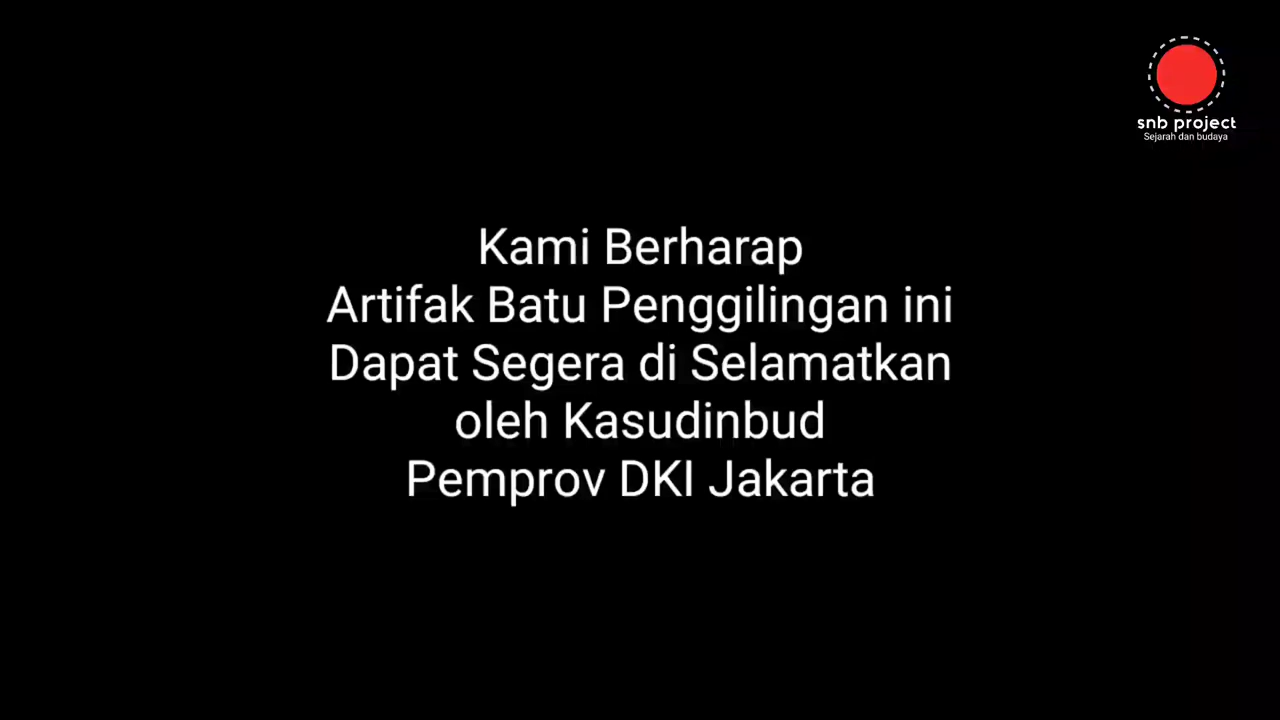 snb project
Sejarah dan budaya
Kami Berharap
Artifak Batu Penggilingan ini
Dapat Segera di Selamatkan
oleh Kasudinbud
Pemprov DKI Jakarta